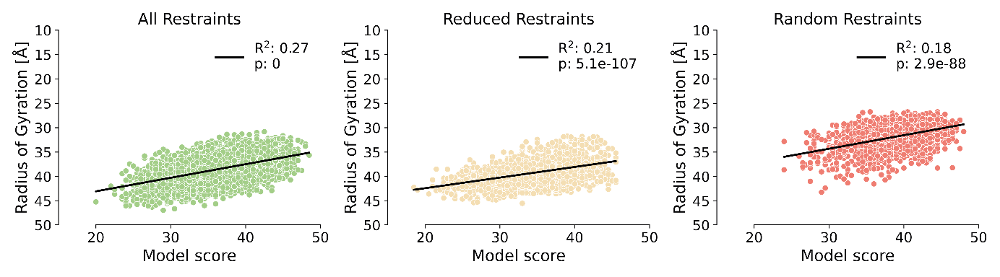 All Restraints
Radius of Gyration [Å]
10
15
20
25
30
35
40
45
50
R²: 0.27
p: 0
20 30 40 50
Model score
Reduced Restraints
Radius of Gyration [Å]
10
15
20
25
30
35
40
45
50
R²: 0.21
p: 5.1e-107
20 30 40 50
Model score
Random Restraints
Radius of Gyration [Å]
10
15
20
25
30
35
40
45
50
R²: 0.18
p: 2.9e-88
20 30 40 50
Model score